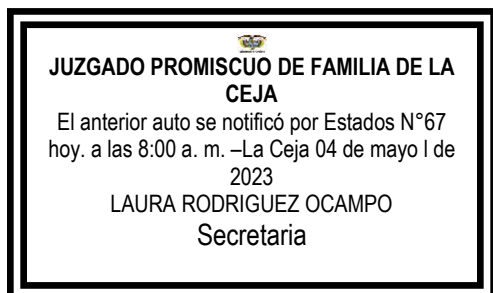 JUZGADO PROMISCUO DE FAMILIA DE LA
CEJA
El anterior auto se notificó por Estados N°67
hoy. a las 8:00 a. m. –La Ceja 04 de mayo l de
2023
LAURA RODRIGUEZ OCAMPO
Secretaria